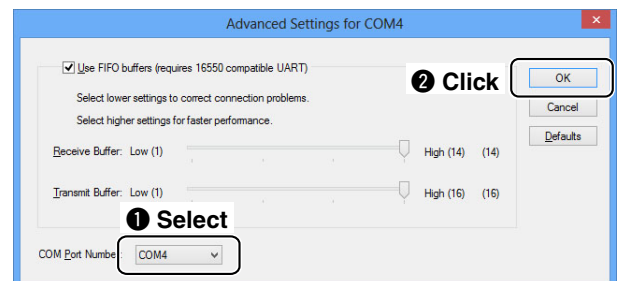 Advanced Settings for COM4
Use FIFO buffers (requires 16550 compatible UART)
Select lower settings to correct connection problems.
Select higher settings for faster performance.
Receive Buffer: Low (1) High (14) (14)
Transmit Buffer: Low (1) High (16) (16)
❶ Select
COM Port Number: COM4
❷ Click
OK
Cancel
Defaults